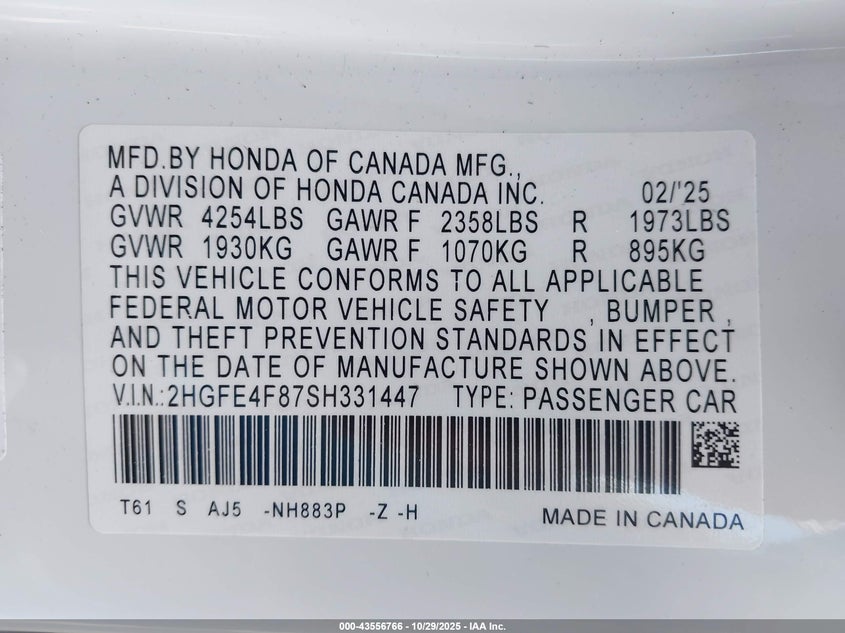 MFD.BY HONDA OF CANADA MFG.,
A DIVISION OF HONDA CANADA INC. 02/'25
GVWR 4254LBS GAWR F 2358LBS R 1973LBS
GVWR 1930KG GAWR F 1070KG R 895KG
THIS VEHICLE CONFORMS TO ALL APPLICABLE
FEDERAL MOTOR VEHICLE SAFETY , BUMPER ,
AND THEFT PREVENTION STANDARDS IN EFFECT
ON THE DATE OF MANUFACTURE SHOWN ABOVE.
V.I.N.: 2HGFE4F87SH331447 TYPE: PASSENGER CAR
T61 S AJ5 -NH883P -Z -H
MADE IN CANADA
000-43556766 - 10/29/2025 - IAA Inc.